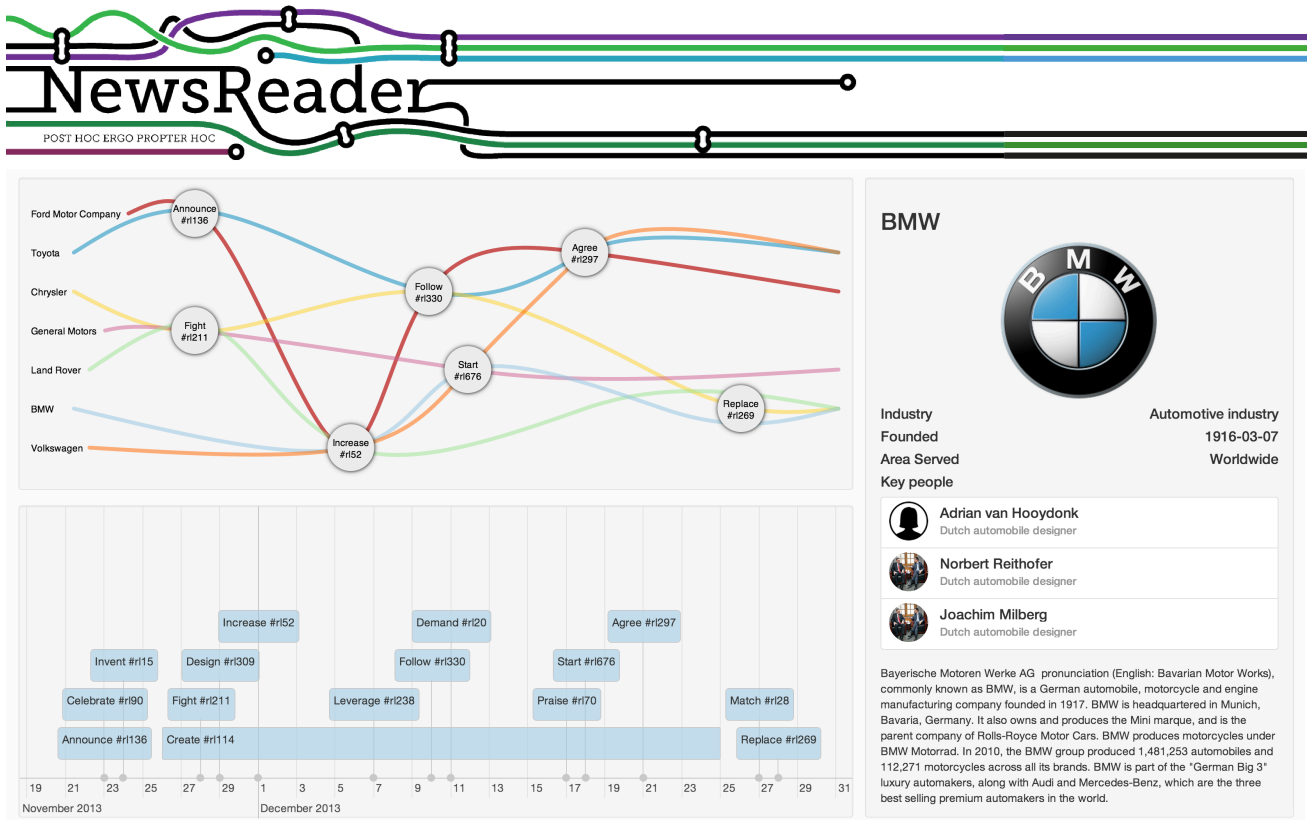 NewsReader
POST HOC ERGO PROPTER HOC
Ford Motor Company
Toyota
Chrysler
General Motors
Land Rover
BMW
Volkswagen
Announce
#rl136
Fight
#rl211
Increase
#rl52
Follow
#rl330
Start
#rl676
Agree
#rl297
Replace
#rl269
Increase #rl52
Demand #rl20
Agree #rl297
Invent #rl15
Design #rl309
Follow #rl330
Start #rl676
Celebrate #rl90
Fight #rl211
Leverage #rl238
Praise #rl70
Match #rl28
Announce #rl136
Create #rl114
Replace #rl269
19 21 23 25 27 29 1 3 5 7 9 11 13 15 17 19 21 23 25 27 29 31
November 2013 December 2013
BMW
B M W
Industry Automotive industry
Founded 1916-03-07
Area Served Worldwide
Key people
Adrian van Hooydonk
Dutch automobile designer
Norbert Reithofer
Dutch automobile designer
Joachim Milberg
Dutch automobile designer
Bayerische Motoren Werke AG pronunciation (English: Bavarian Motor Works),
commonly known as BMW, is a German automobile, motorcycle and engine
manufacturing company founded in 1917. BMW is headquartered in Munich,
Bavaria, Germany. It also owns and produces the Mini marque, and is the
parent company of Rolls-Royce Motor Cars. BMW produces motorcycles under
BMW Motorrad. In 2010, the BMW group produced 1,481,253 automobiles and
112,271 motorcycles across all its brands. BMW is part of the "German Big 3"
luxury automakers, along with Audi and Mercedes-Benz, which are the three
best selling premium automakers in the world.